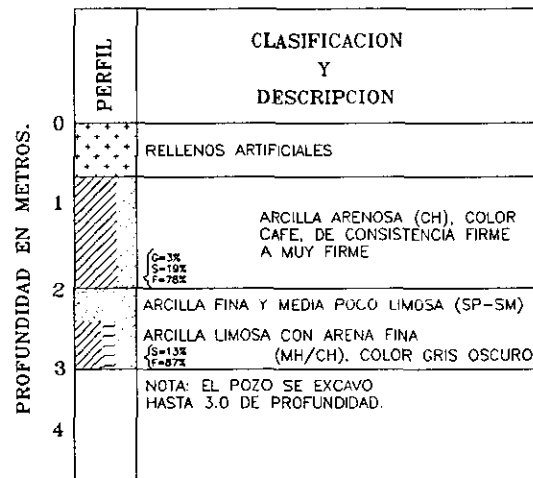 PERFIL
CLASIFICACION
Y
DESCRIPCION
PROFUNDIDAD EN METROS.
0
RELLENOS ARTIFICIALES
1
ARCILLA ARENOSA (CH), COLOR
CAFE, DE CONSISTENCIA FIRME
A MUY FIRME
G=3%
S=19%
F=78%
2
ARCILLA FINA Y MEDIA POCO LIMOSA (SP-SM)
ARCILLA LIMOSA CON ARENA FINA
(MH/CH). COLOR GRIS OSCURO
S=13%
F=87%
3
NOTA: EL POZO SE EXCAVO
HASTA 3.0 DE PROFUNDIDAD.
4